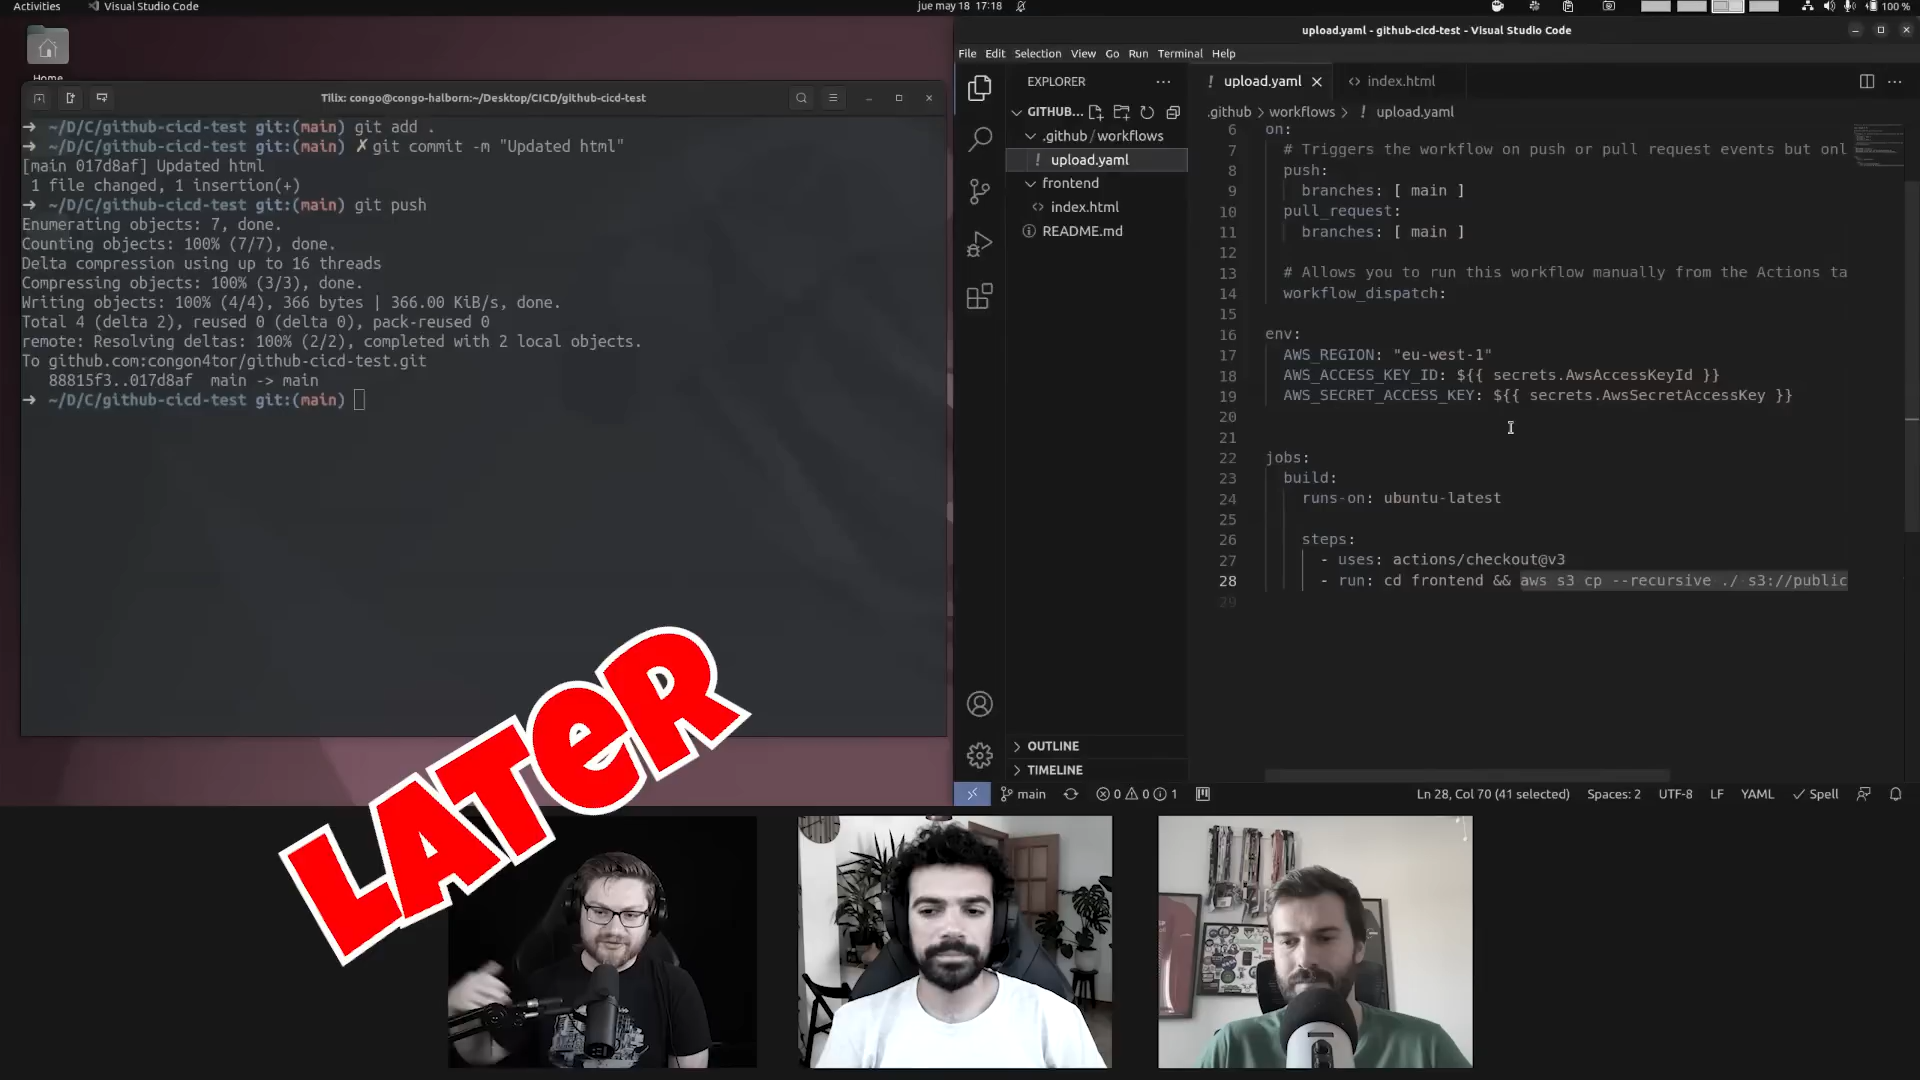 Activities
Visual Studio Code
jue may 18 17:18
100 %
Home
Tilix: congo@congo-halborn:~/Desktop/CICD/github-cicd-test
➜ ~/D/C/github-cicd-test git:(main) git add .
➜ ~/D/C/github-cicd-test git:(main) ✗ git commit -m "Updated html"
[main 017d8af] Updated html
1 file changed, 1 insertion(+)
➜ ~/D/C/github-cicd-test git:(main) git push
Enumerating objects: 7, done.
Counting objects: 100% (7/7), done.
Delta compression using up to 16 threads
Compressing objects: 100% (3/3), done.
Writing objects: 100% (4/4), 366 bytes | 366.00 KiB/s, done.
Total 4 (delta 2), reused 0 (delta 0), pack-reused 0
remote: Resolving deltas: 100% (2/2), completed with 2 local objects.
To github.com:congon4tor/github-cicd-test.git
88815f3..017d8af main -> main
➜ ~/D/C/github-cicd-test git:(main)
upload.yaml - github-cicd-test - Visual Studio Code
File Edit Selection View Go Run Terminal Help
EXPLORER
GITHUB...
.github / workflows
upload.yaml
frontend
index.html
README.md
OUTLINE
TIMELINE
upload.yaml
index.html
.github > workflows > ! upload.yaml
6 on:
7 # Triggers the workflow on push or pull request events but onl
8 push:
9 branches: [ main ]
10 pull_request:
11 branches: [ main ]
12
13 # Allows you to run this workflow manually from the Actions ta
14 workflow_dispatch:
15
16 env:
17 AWS_REGION: "eu-west-1"
18 AWS_ACCESS_KEY_ID: ${{ secrets.AwsAccessKeyId }}
19 AWS_SECRET_ACCESS_KEY: ${{ secrets.AwsSecretAccessKey }}
20
21
22 jobs:
23 build:
24 runs-on: ubuntu-latest
25
26 steps:
27 - uses: actions/checkout@v3
28 - run: cd frontend && aws s3 cp --recursive ./ s3://public
29
main 0 0 1
Ln 28, Col 70 (41 selected) Spaces: 2 UTF-8 LF YAML Spell
LATER